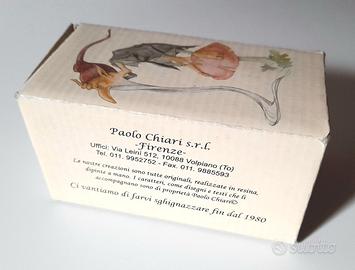 Paolo Chiari s.r.l.
-Firenze-
Uffici: Via Leinì 512, 10088 Volpiano (To)
Tel. 011. 9952752 - Fax. 011. 9885593
Le nostre creazioni sono tutte originali, realizzate in resina,
dipinte a mano. I caratteri, come disegni e testi che li
accompagnano sono di proprietà Paolo Chiari©
Ci vantiamo di farvi sghignazzare fin dal 1980
subito